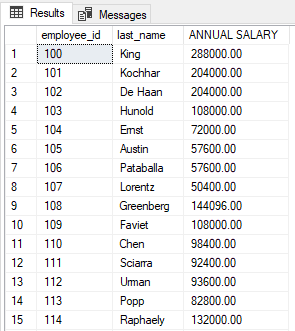 Results Messages
employee_id last_name ANNUAL SALARY
1 100 King 288000.00
2 101 Kochhar 204000.00
3 102 De Haan 204000.00
4 103 Hunold 108000.00
5 104 Ernst 72000.00
6 105 Austin 57600.00
7 106 Pataballa 57600.00
8 107 Lorentz 50400.00
9 108 Greenberg 144096.00
10 109 Faviet 108000.00
11 110 Chen 98400.00
12 111 Sciarra 92400.00
13 112 Urman 93600.00
14 113 Popp 82800.00
15 114 Raphaely 132000.00